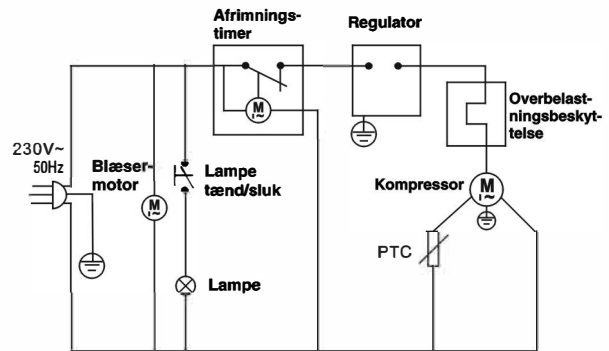 Afrimnings-
timer
Regulator
Overbelast-
ningsbeskyt-
telse
230V~
50Hz
Blæser-
motor
Lampe
tænd/sluk
Kompressor
M
~
M
~
M
~
PTC
Lampe